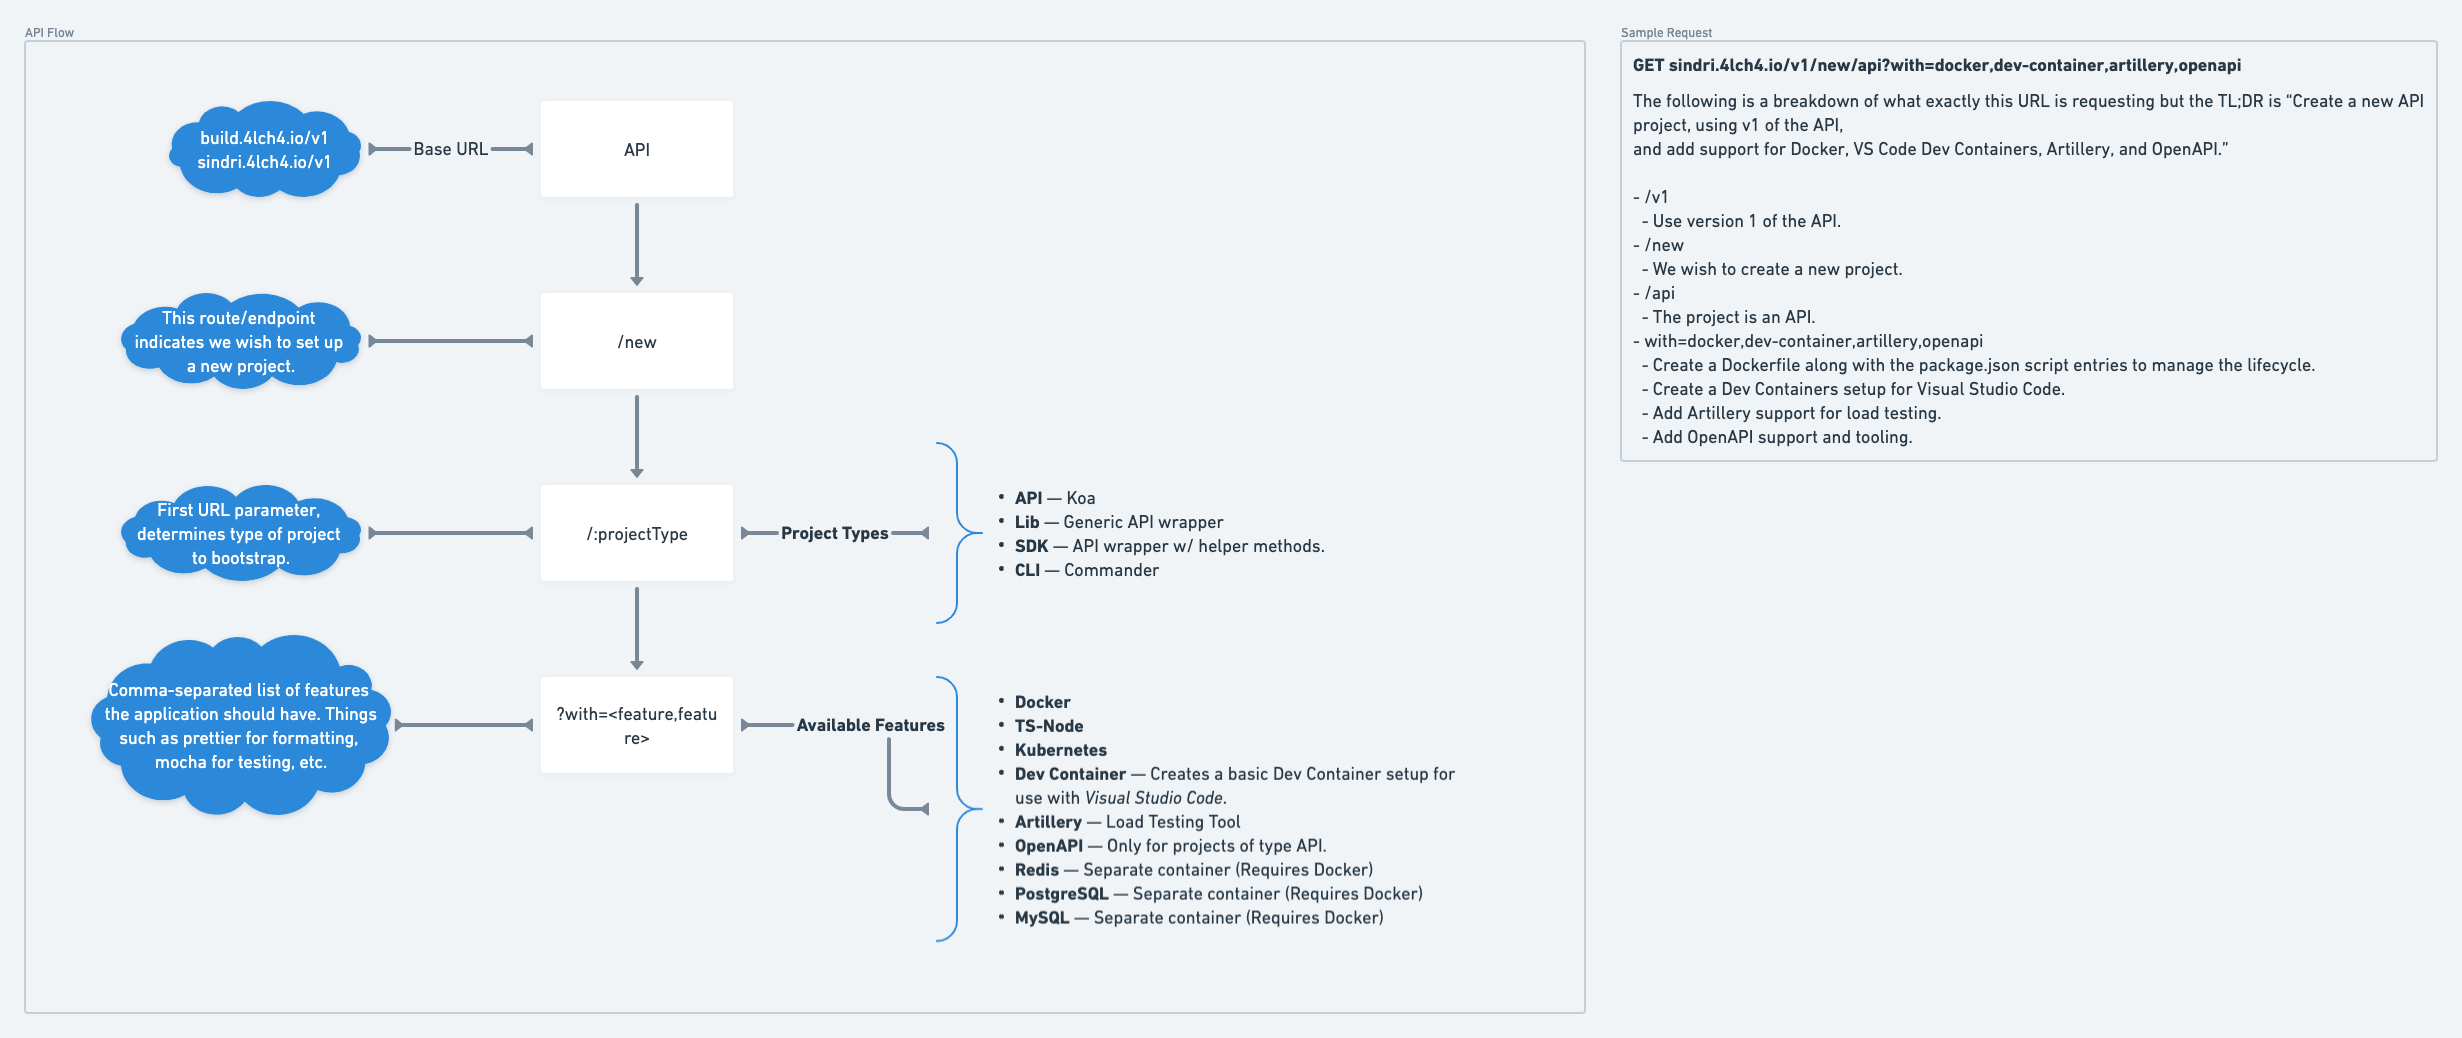 API Flow
build.4lch4.io/v1
sindri.4lch4.io/v1
Base URL
API
This route/endpoint
indicates we wish to set up
a new project.
/new
First URL parameter,
determines type of project
to bootstrap.
/:projectType
Project Types
• API — Koa
• Lib — Generic API wrapper
• SDK — API wrapper w/ helper methods.
• CLI — Commander
Comma-separated list of features
the application should have. Things
such as prettier for formatting,
mocha for testing, etc.
?with=<feature,featu
re>
Available Features
• Docker
• TS-Node
• Kubernetes
• Dev Container — Creates a basic Dev Container setup for
use with Visual Studio Code.
• Artillery — Load Testing Tool
• OpenAPI — Only for projects of type API.
• Redis — Separate container (Requires Docker)
• PostgreSQL — Separate container (Requires Docker)
• MySQL — Separate container (Requires Docker)
Sample Request
GET sindri.4lch4.io/v1/new/api?with=docker,dev-container,artillery,openapi
The following is a breakdown of what exactly this URL is requesting but the TL;DR is “Create a new API
project, using v1 of the API,
and add support for Docker, VS Code Dev Containers, Artillery, and OpenAPI.”
- /v1
- Use version 1 of the API.
- /new
- We wish to create a new project.
- /api
- The project is an API.
- with=docker,dev-container,artillery,openapi
- Create a Dockerfile along with the package.json script entries to manage the lifecycle.
- Create a Dev Containers setup for Visual Studio Code.
- Add Artillery support for load testing.
- Add OpenAPI support and tooling.